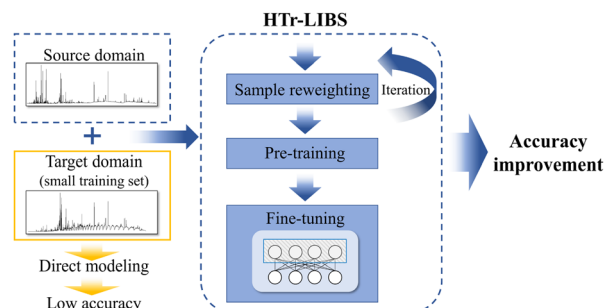 HTr-LIBS
Source domain
Sample reweighting
Iteration
+
Target domain
(small training set)
Pre-training
Accuracy
improvement
Fine-tuning
Direct modeling
Low accuracy